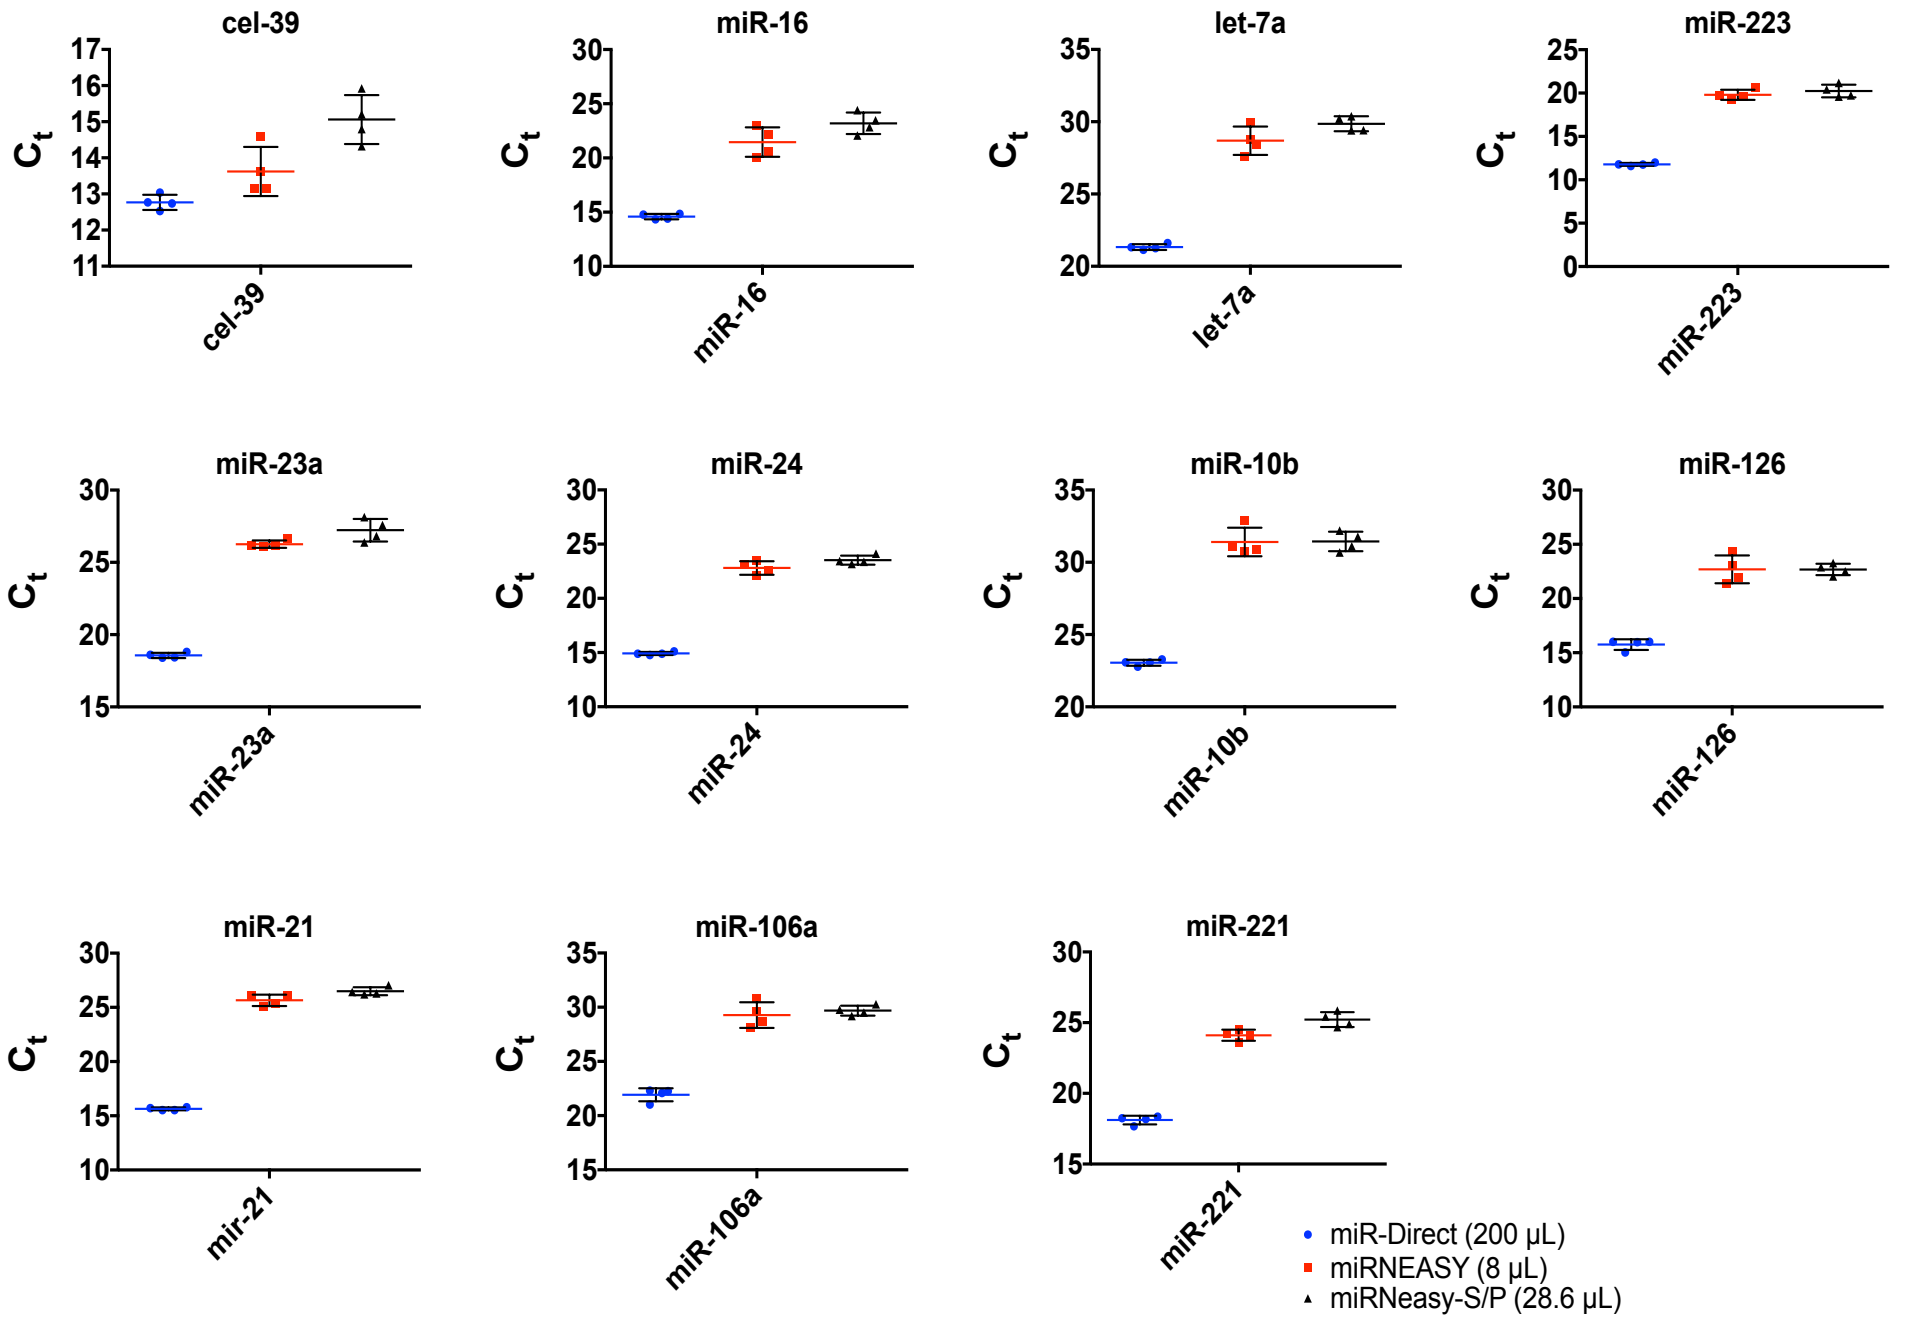 cel-39 miR-16 let-7a miR-223
17 30 35 25
16 25 30 20
15 20 25 15
14 15 20 10
13 10 5
12 0
11
Ct Ct Ct Ct
cel-39 miR-16 let-7a miR-223
miR-23a miR-24 miR-10b miR-126
30 30 35 30
25 25 30 25
20 20 25 20
15 15 20 15
10 10
Ct Ct Ct Ct
miR-23a miR-24 miR-10b miR-126
miR-21 miR-106a miR-221
30 35 30
25 30 25
20 25 20
15 20 15
10 15
Ct Ct Ct
mir-21 miR-106a miR-221
miR-Direct (200 µL)
miRNEASY (8 µL)
miRNeasy-S/P (28.6 µL)